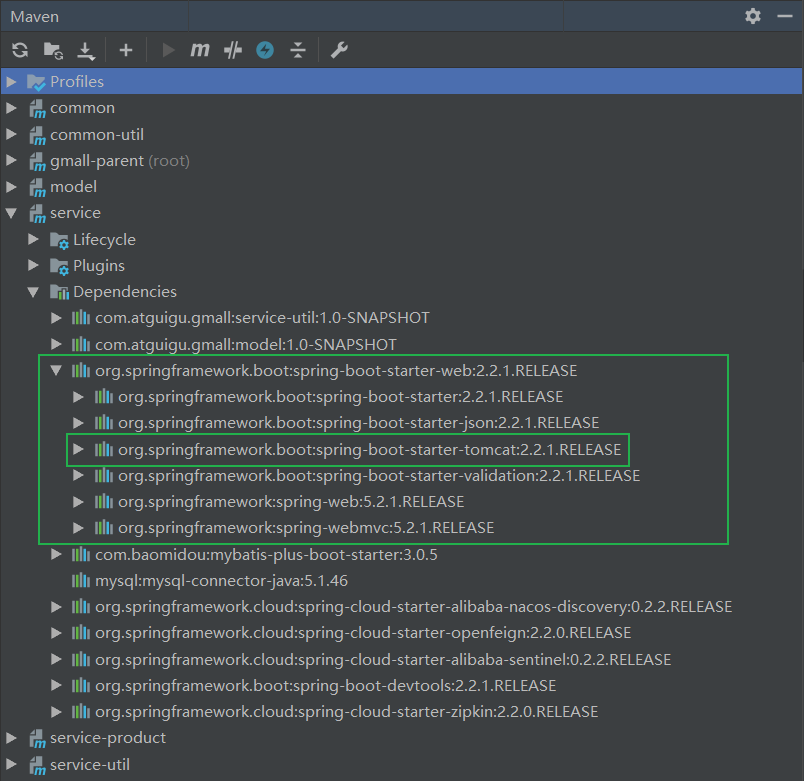 Maven
Profiles
common
common-util
gmall-parent (root)
model
service
Lifecycle
Plugins
Dependencies
com.atguigu.gmall:service-util:1.0-SNAPSHOT
com.atguigu.gmall:model:1.0-SNAPSHOT
org.springframework.boot:spring-boot-starter-web:2.2.1.RELEASE
org.springframework.boot:spring-boot-starter:2.2.1.RELEASE
org.springframework.boot:spring-boot-starter-json:2.2.1.RELEASE
org.springframework.boot:spring-boot-starter-tomcat:2.2.1.RELEASE
org.springframework.boot:spring-boot-starter-validation:2.2.1.RELEASE
org.springframework:spring-web:5.2.1.RELEASE
org.springframework:spring-webmvc:5.2.1.RELEASE
com.baomidou:mybatis-plus-boot-starter:3.0.5
mysql:mysql-connector-java:5.1.46
org.springframework.cloud:spring-cloud-starter-alibaba-nacos-discovery:0.2.2.RELEASE
org.springframework.cloud:spring-cloud-starter-openfeign:2.2.0.RELEASE
org.springframework.cloud:spring-cloud-starter-alibaba-sentinel:0.2.2.RELEASE
org.springframework.boot:spring-boot-devtools:2.2.1.RELEASE
org.springframework.cloud:spring-cloud-starter-zipkin:2.2.0.RELEASE
service-product
service-util